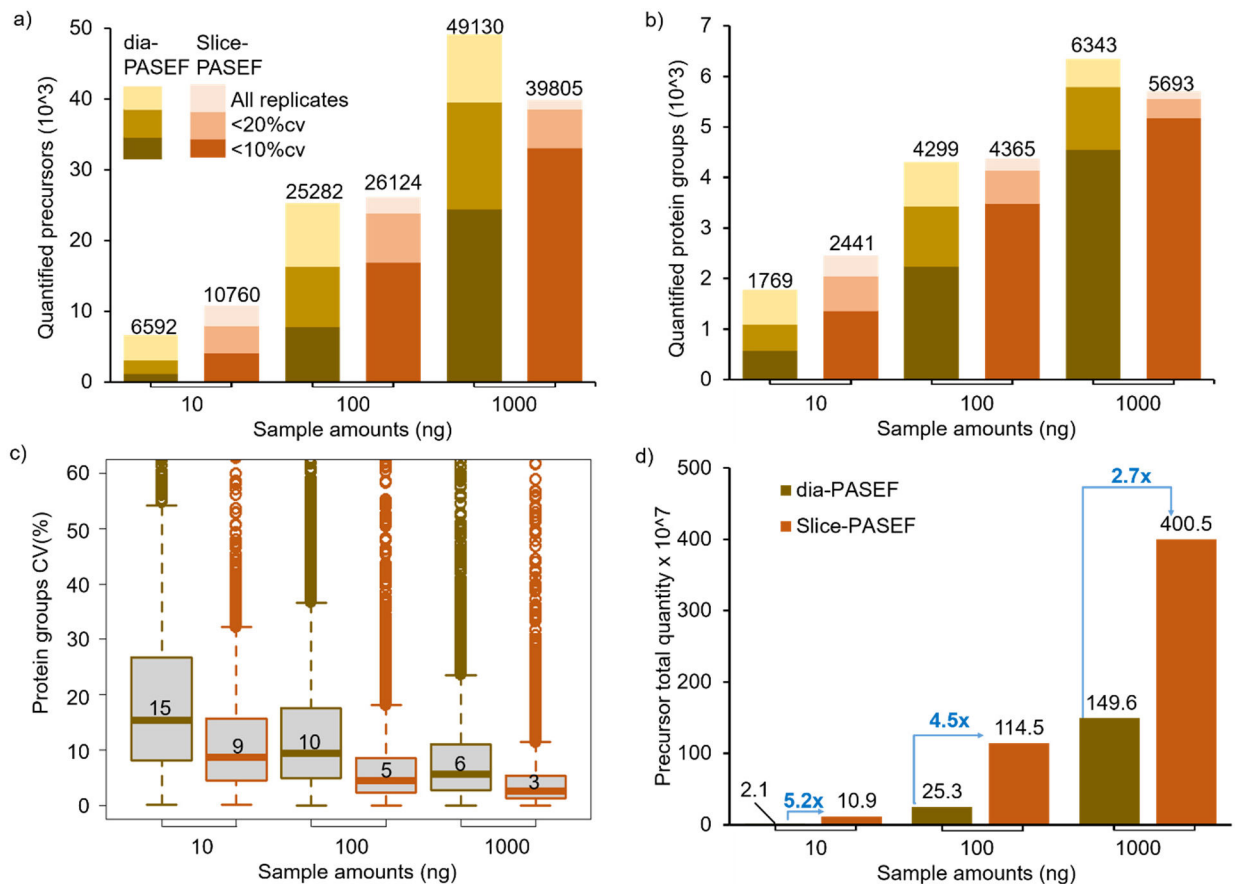 a)
dia-
PASEF
Slice-
PASEF
All replicates
<20%cv
<10%cv
Quantified precursors (10^3)
50
40
30
20
10
0
6592
10760
25282
26124
49130
39805
10
100
1000
Sample amounts (ng)
b)
Quantified protein groups (10^3)
7
6
5
4
3
2
1
0
1769
2441
4299
4365
6343
5693
10
100
1000
Sample amounts (ng)
c)
Protein groups CV(%)
60
50
40
30
20
10
0
15
9
10
5
6
3
10
100
1000
Sample amounts (ng)
d)
Precursor total quantity x 10^7
500
400
300
200
100
0
dia-PASEF
Slice-PASEF
2.1
5.2x
10.9
4.5x
25.3
114.5
2.7x
149.6
400.5
10
100
1000
Sample amounts (ng)